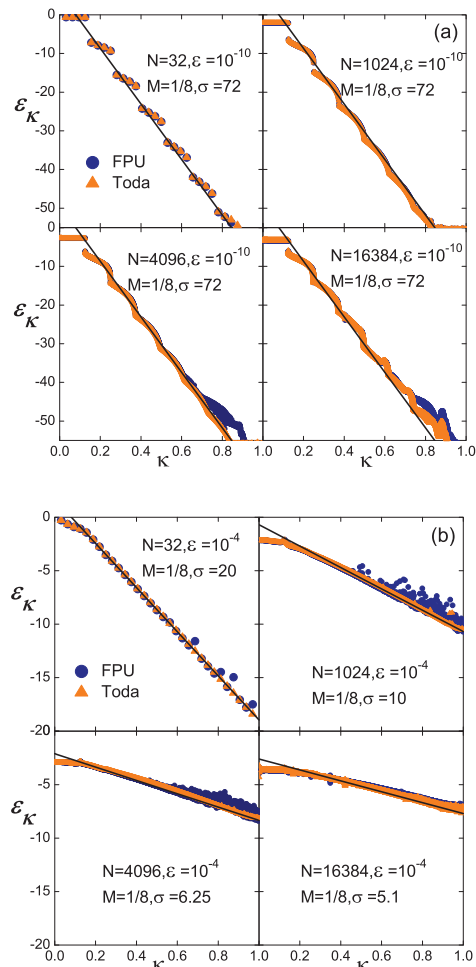 (a)
0
-10
-20
-30
-40
50
ε_κ
N=32,ε =10^-10
M=1/8,σ =72
FPU
Toda
N=1024,ε =10^-10
M=1/8,σ =72
-10
-20
-30
-40
-50
ε_κ
N=4096,ε =10^-10
M=1/8,σ =72
N=16384,ε =10^-10
M=1/8,σ =72
0.0 0.2 0.4 0.6 0.8 1.0 0.2 0.4 0.6 0.8 1.0
κ κ
(b)
0
-5
-10
-15
-20
ε_κ
N=32,ε =10^-4
M=1/8,σ =20
FPU
Toda
N=1024,ε =10^-4
M=1/8,σ =10
-5
-10
-15
-20
ε_κ
N=4096,ε =10^-4
M=1/8,σ =6.25
N=16384,ε =10^-4
M=1/8,σ =5.1
0.0 0.2 0.4 0.6 0.8 1.0 0.2 0.4 0.6 0.8 1.0
κ κ